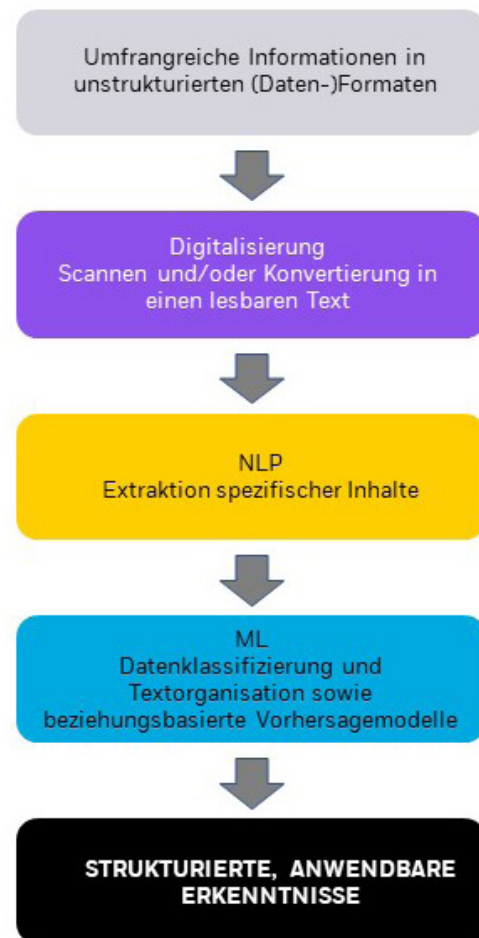 Umfrangreiche Informationen in
unstrukturierten (Daten-)Formaten
Digitalisierung
Scannen und/oder Konvertierung in
einen lesbaren Text
NLP
Extraktion spezifischer Inhalte
ML
Datenklassifizierung und
Textorganisation sowie
beziehungsbasierte Vorhersagemodelle
STRUKTURIERTE, ANWENDBARE
ERKENNTNISSE